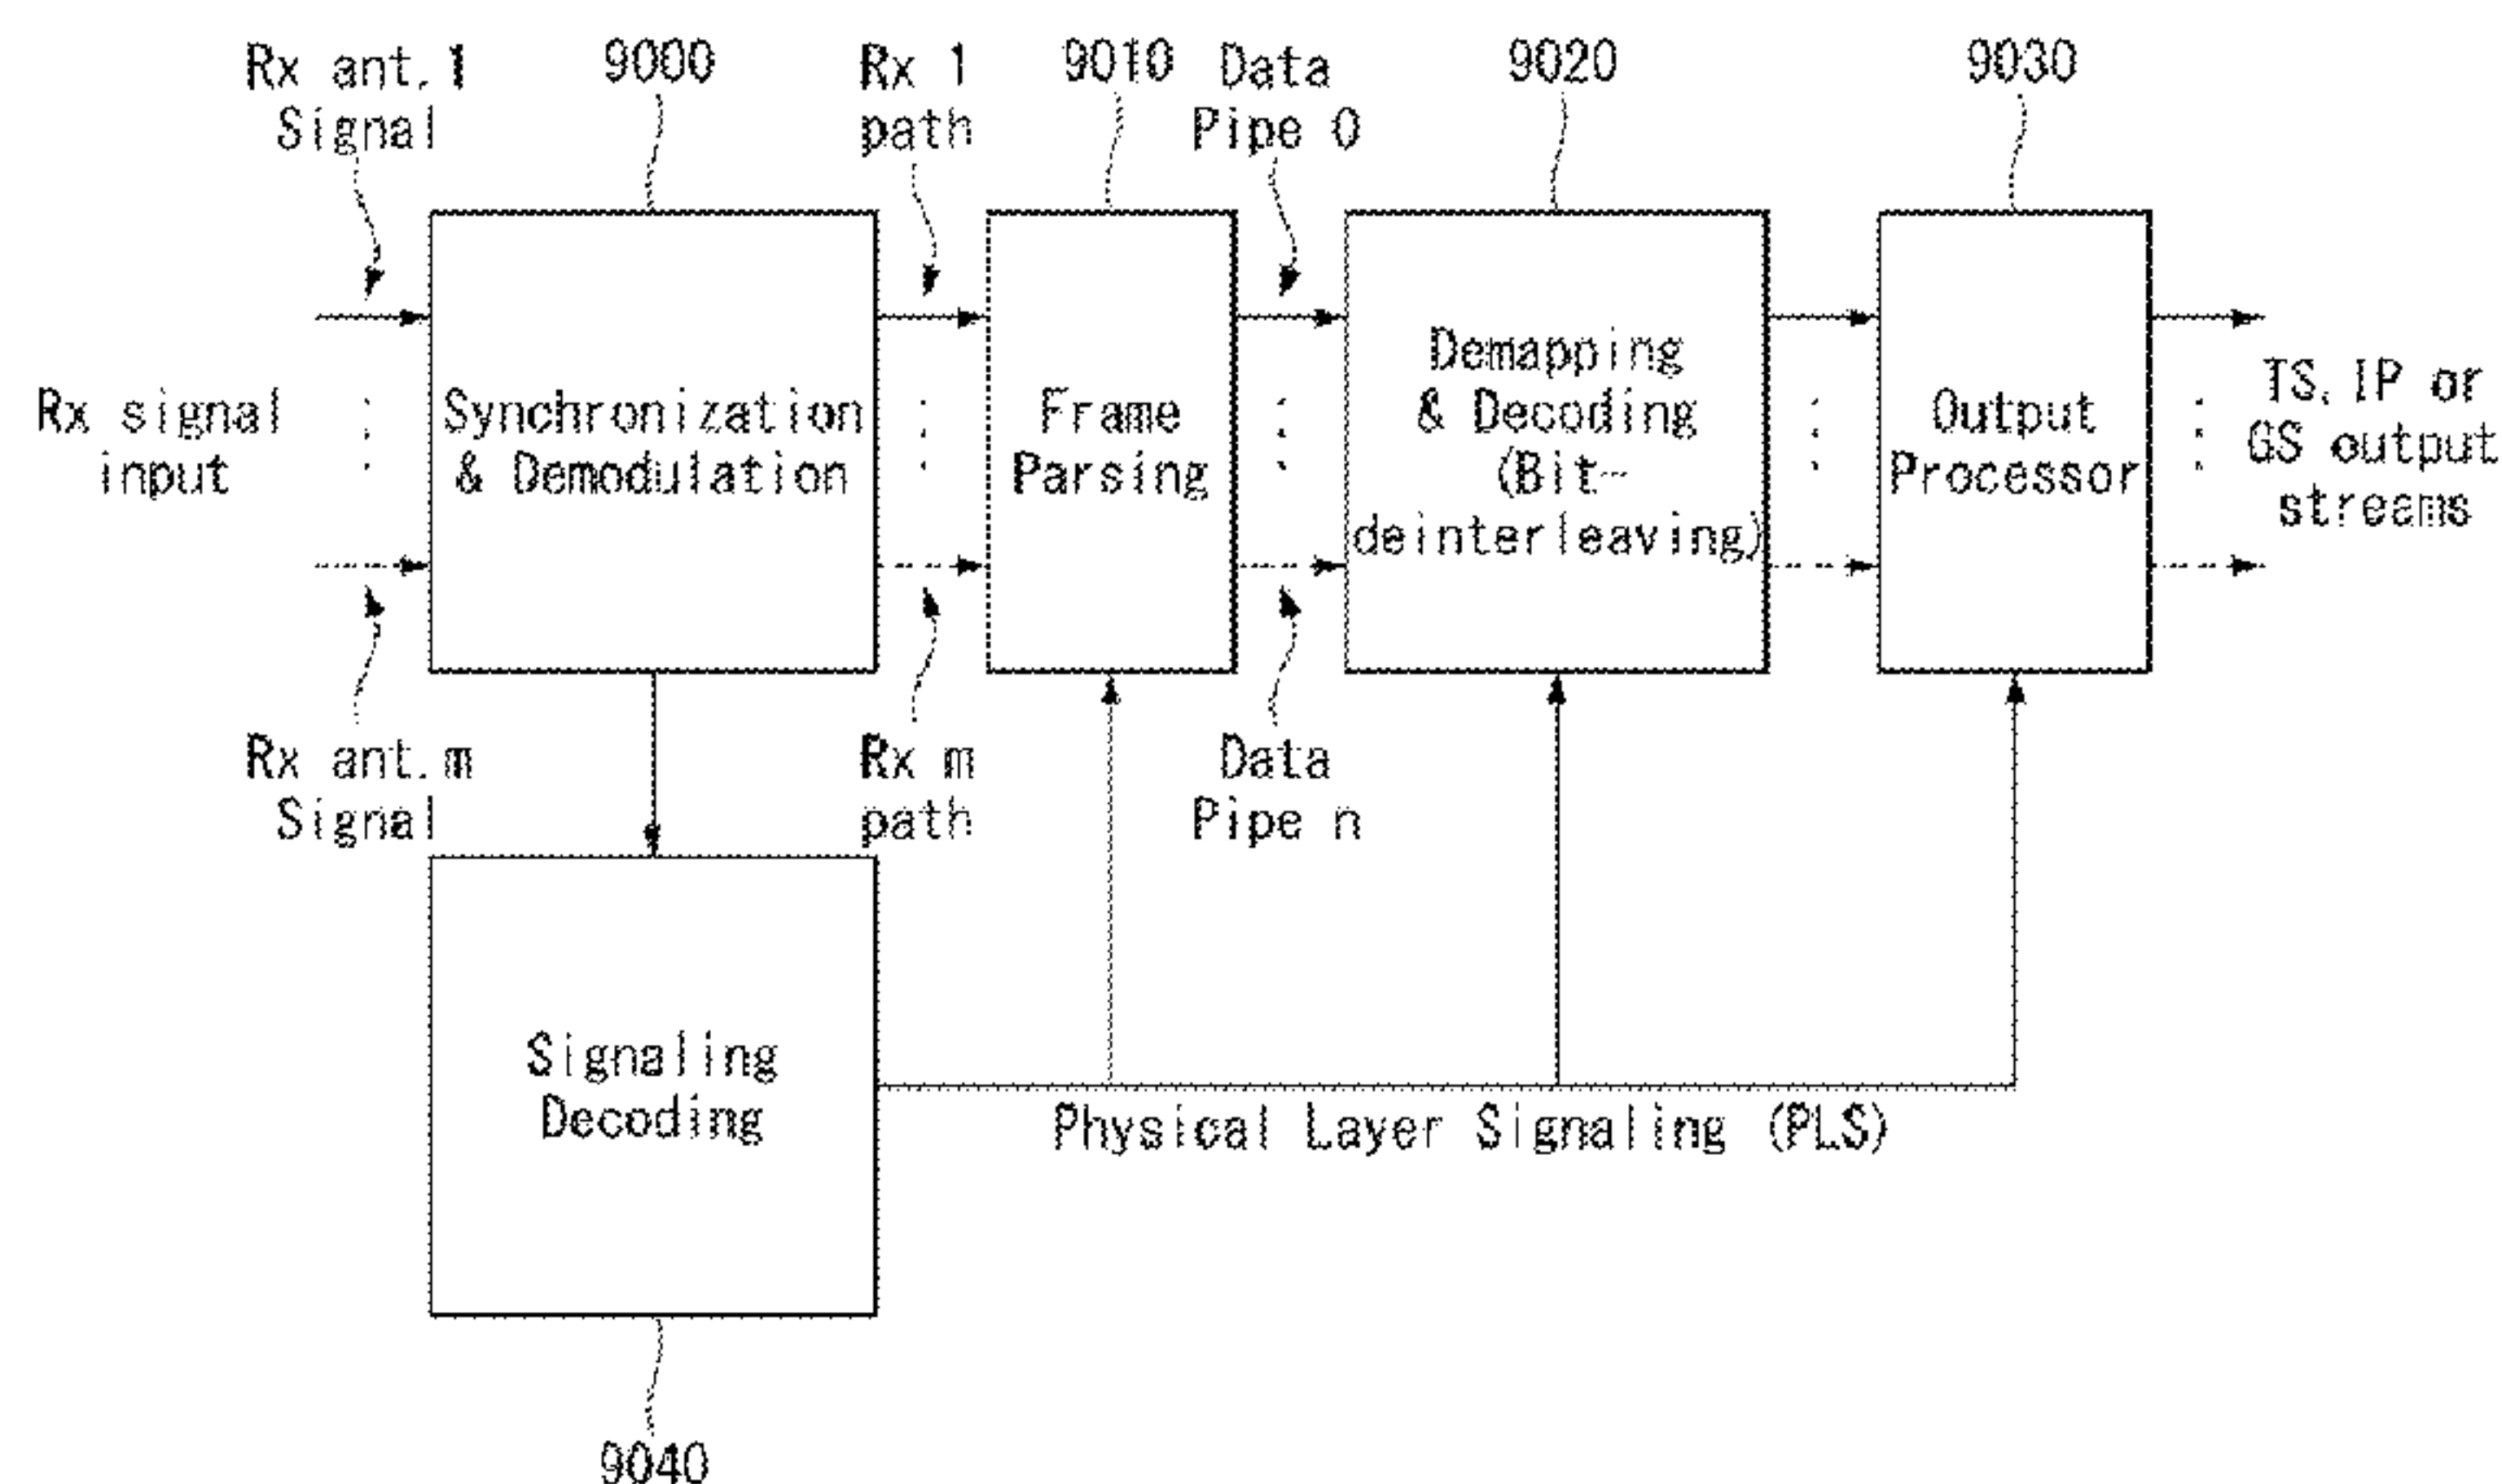 Rx ant.1
Signal
9000
Rx 1
path
9010
Data
Pipe 0
9020
9030
Rx signal
input
Synchronization
& Demodulation
Frame
Parsing
Demapping
& Decoding
(Bit-
deinterleaving)
Output
Processor
TS, IP or
GS output
streams
Rx ant.m
Signal
Rx m
path
Data
Pipe n
Signaling
Decoding
Physical Layer Signaling (PLS)
9040